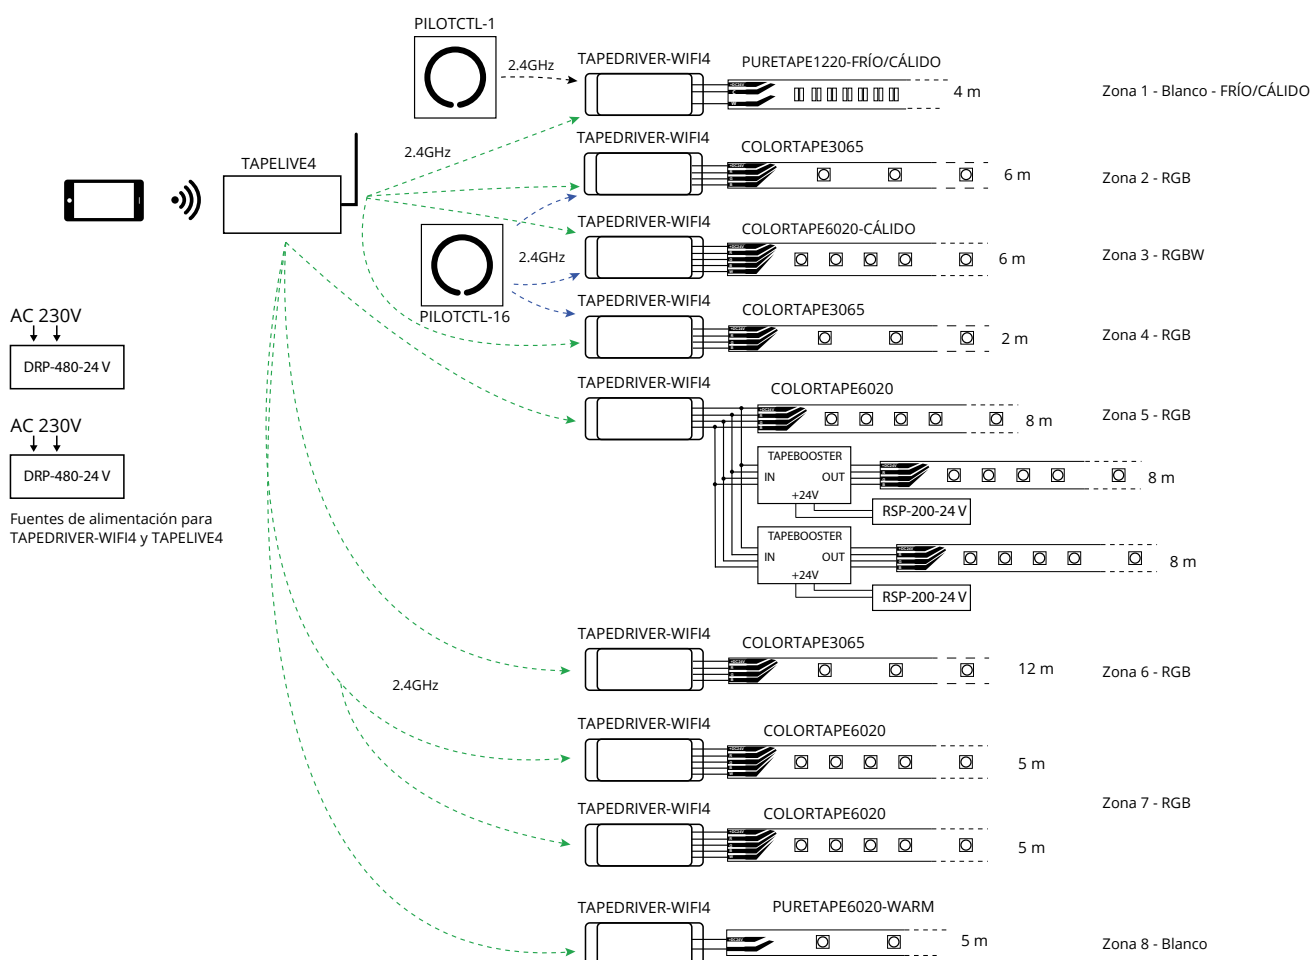 PILOTCTL-1
2.4GHz
TAPEDRIVER-WIFI4
PURETAPE1220-FRÍO/CÁLIDO
4 m
Zona 1 - Blanco - FRÍO/CÁLIDO
TAPELIVE4
2.4GHz
TAPEDRIVER-WIFI4
COLORTAPE3065
6 m
Zona 2 - RGB
TAPEDRIVER-WIFI4
COLORTAPE6020-CÁLIDO
6 m
Zona 3 - RGBW
2.4GHz
PILOTCTL-16
TAPEDRIVER-WIFI4
COLORTAPE3065
2 m
Zona 4 - RGB
AC 230V
DRP-480-24 V
AC 230V
DRP-480-24 V
Fuentes de alimentación para
TAPEDRIVER-WIFI4 y TAPELIVE4
TAPEDRIVER-WIFI4
COLORTAPE6020
8 m
Zona 5 - RGB
TAPEBOOSTER
IN OUT
+24V
8 m
RSP-200-24 V
TAPEBOOSTER
IN OUT
+24V
8 m
RSP-200-24 V
TAPEDRIVER-WIFI4
COLORTAPE3065
12 m
Zona 6 - RGB
2.4GHz
TAPEDRIVER-WIFI4
COLORTAPE6020
5 m
Zona 7 - RGB
TAPEDRIVER-WIFI4
COLORTAPE6020
5 m
TAPEDRIVER-WIFI4
PURETAPE6020-WARM
5 m
Zona 8 - Blanco